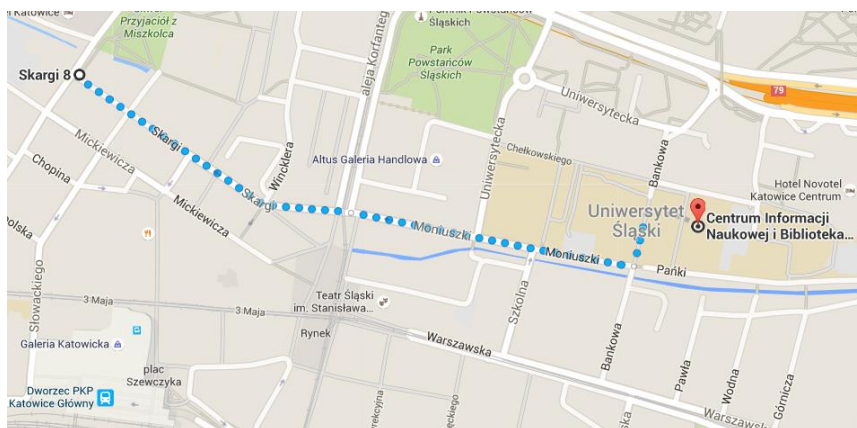 Przyjaciół z
Miszkolca
el Katowice
Skargi 8
Skargi
Skargi
Mickiewicza
Mickiewicza
Chopina
Winclera
aleja Korfantego
Śląskich
Park
Powstańców
Śląskich
Altus Galeria Handlowa
Uniwersytecka
Uniwersytecka
Chełkowskiego
Bankowa
79
Hotel Novotel
Katowice Centrum
Uniwersytet
Śląski
Centrum Informacji
Naukowej i Biblioteka...
Moniuszki
Moniuszki
Pańki
Słowackiego
3 Maja
3 Maja
Teatr Śląski
im. Stanisława...
Rynek
Galeria Katowicka
plac
Szewczyka
Dworzec PKP
Katowice Główny
Szkolna
Warszawska
Bankowa
Pawła
Wodna
Górnicza
Warszawska